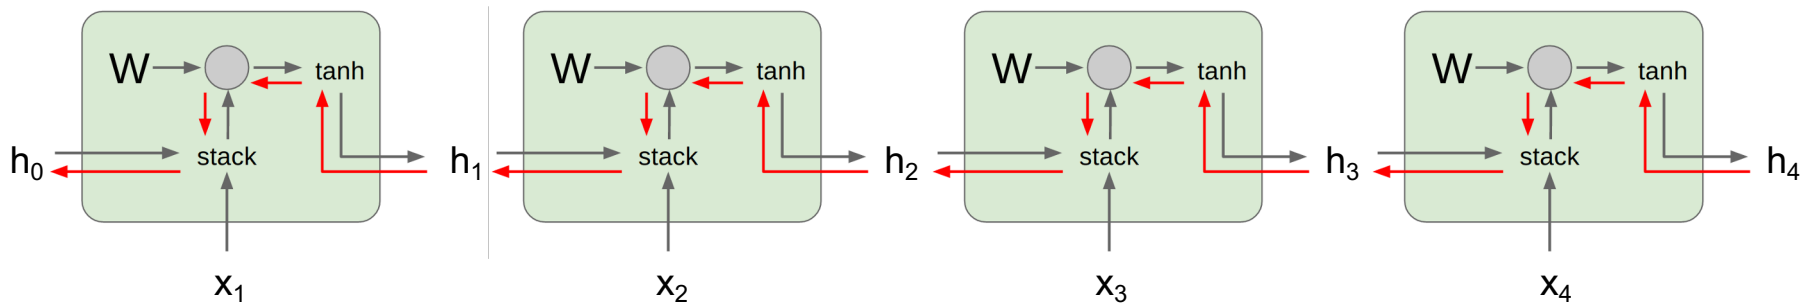 W tanh W tanh W tanh W tanh
h₀ stack h₁ stack h₂ stack h₃ stack h₄
x₁ x₂ x₃ x₄